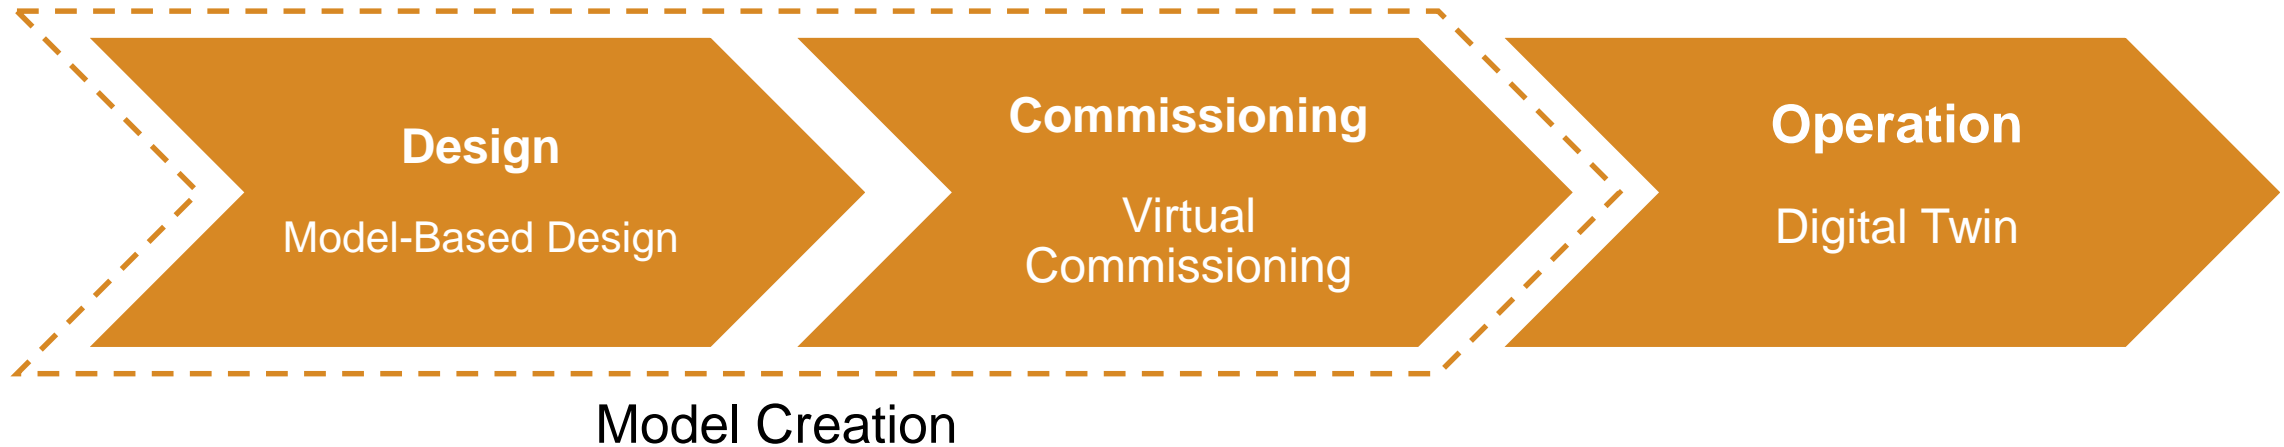 Design
Model-Based Design
Commissioning
Virtual
Commissioning
Operation
Digital Twin
Model Creation